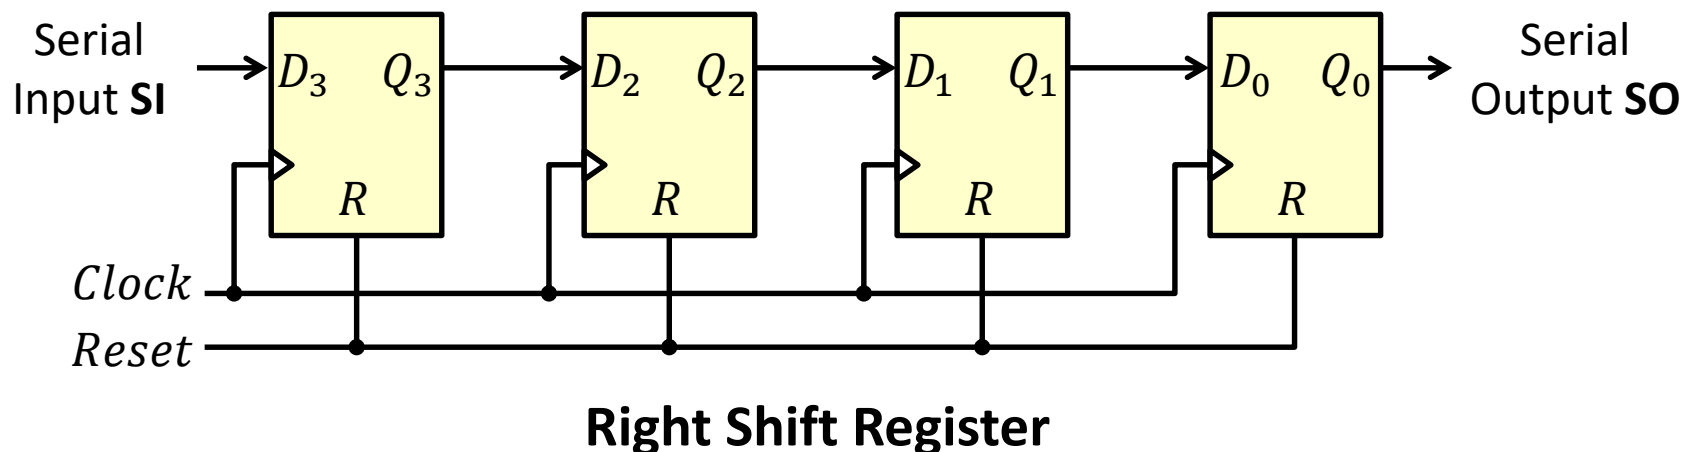 Serial
Input SI
D₃ Q₃
D₂ Q₂
D₁ Q₁
D₀ Q₀
Serial
Output SO
R
R
R
R
Clock
Reset
Right Shift Register